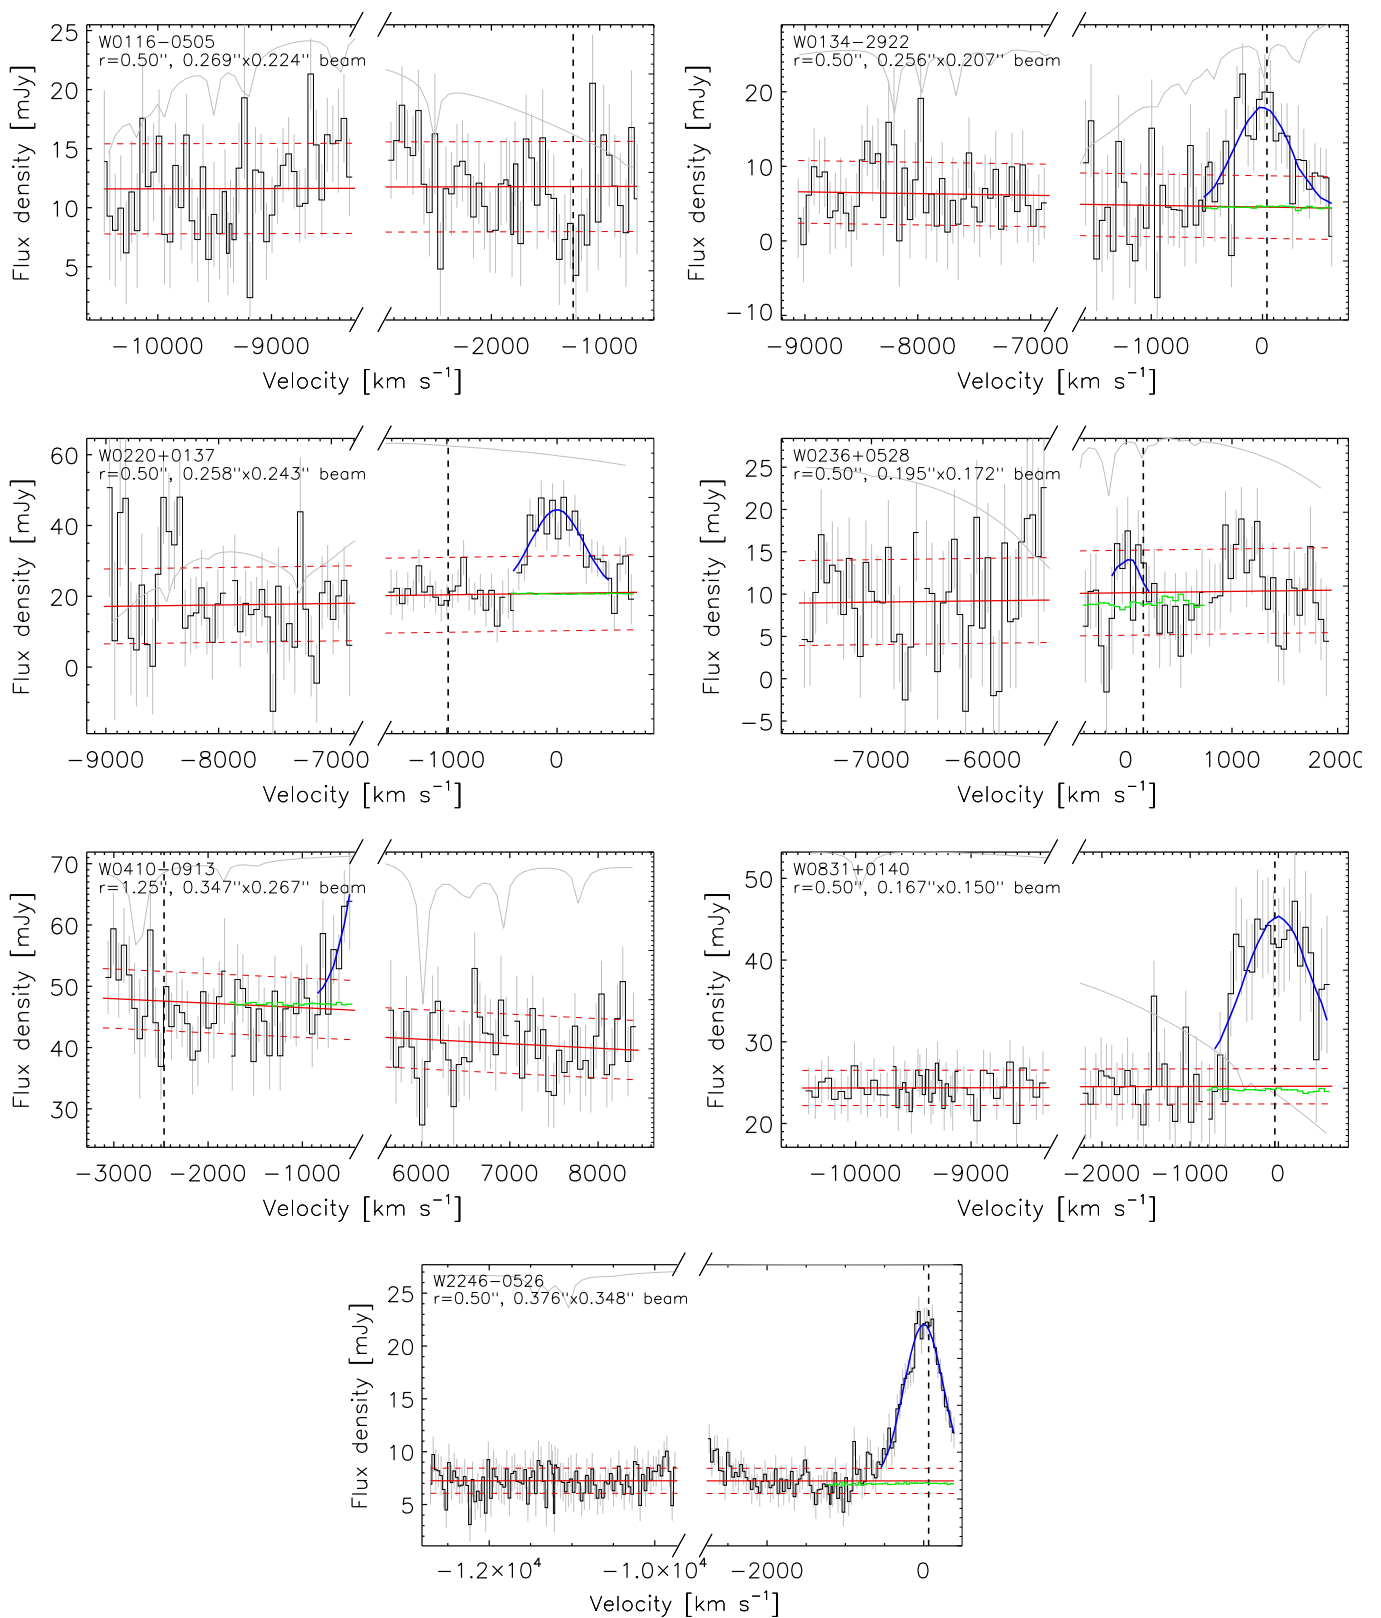 W0116−0505
r=0.50", 0.269"x0.224" beam
25
20
15
10
5
Flux density [mJy]
−10000 −9000 −2000 −1000
Velocity [km s⁻¹]
W0134−2922
r=0.50", 0.256"x0.207" beam
20
10
0
−10
Flux density [mJy]
−9000 −8000 −7000 −1000 0
Velocity [km s⁻¹]
W0220+0137
r=0.50", 0.258"x0.243" beam
60
40
20
0
Flux density [mJy]
−9000 −8000 −7000 −1000 0
Velocity [km s⁻¹]
W0236+0528
r=0.50", 0.195"x0.172" beam
25
20
15
10
5
0
−5
Flux density [mJy]
−7000 −6000 0 1000 2000
Velocity [km s⁻¹]
W0410−0913
r=1.25", 0.347"x0.267" beam
70
60
50
40
30
Flux density [mJy]
−3000 −2000 −1000 6000 7000 8000
Velocity [km s⁻¹]
W0831+0140
r=0.50", 0.167"x0.150" beam
50
40
30
20
Flux density [mJy]
−10000 −9000 −2000 −1000 0
Velocity [km s⁻¹]
W2246−0526
r=0.50", 0.376"x0.348" beam
25
20
15
10
5
Flux density [mJy]
−1.2×10⁴ −1.0×10⁴ −2000 0
Velocity [km s⁻¹]